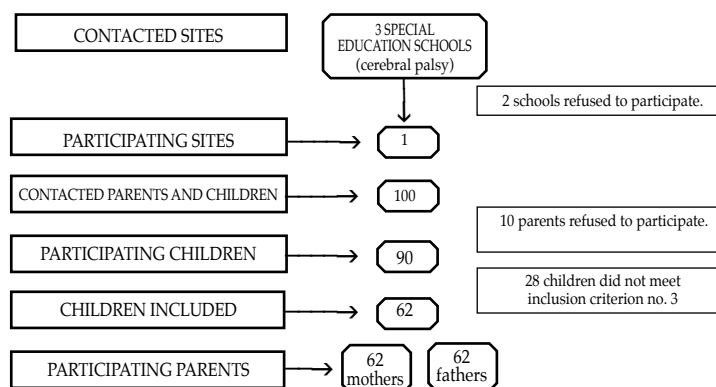 CONTACTED SITES
3 SPECIAL
EDUCATION SCHOOLS
(cerebral palsy)
2 schools refused to participate.
PARTICIPATING SITES
1
CONTACTED PARENTS AND CHILDREN
100
10 parents refused to participate.
PARTICIPATING CHILDREN
90
28 children did not meet
inclusion criterion no. 3
CHILDREN INCLUDED
62
PARTICIPATING PARENTS
62
mothers
62
fathers